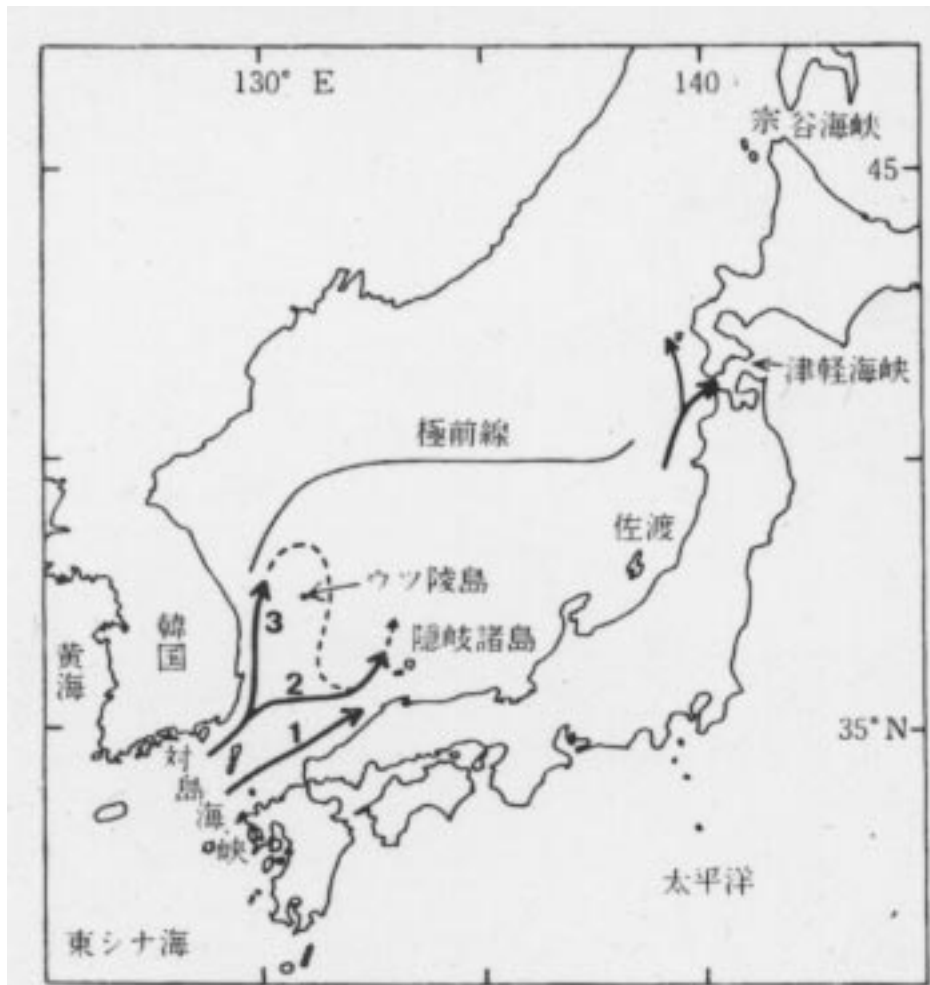 130° E
140
宗谷海峡
45
津軽海峡
極前線
佐渡
ウツ陵島
3
韓国
隠岐諸島
黄海
2
1
35°N
対島海峡
太平洋
東シナ海